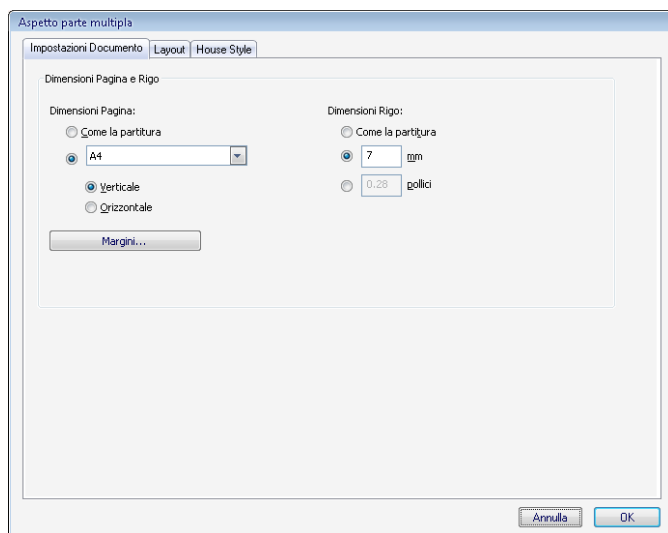 Aspetto parte multipla
Impostazioni Documento Layout House Style
Dimensioni Pagina e Rigo
Dimensioni Pagina: Dimensioni Rigo:
Come la partitura Come la partitura
A4 7 mm
Verticale 0.28 pollici
Orizzontale
Margini...
Annulla OK